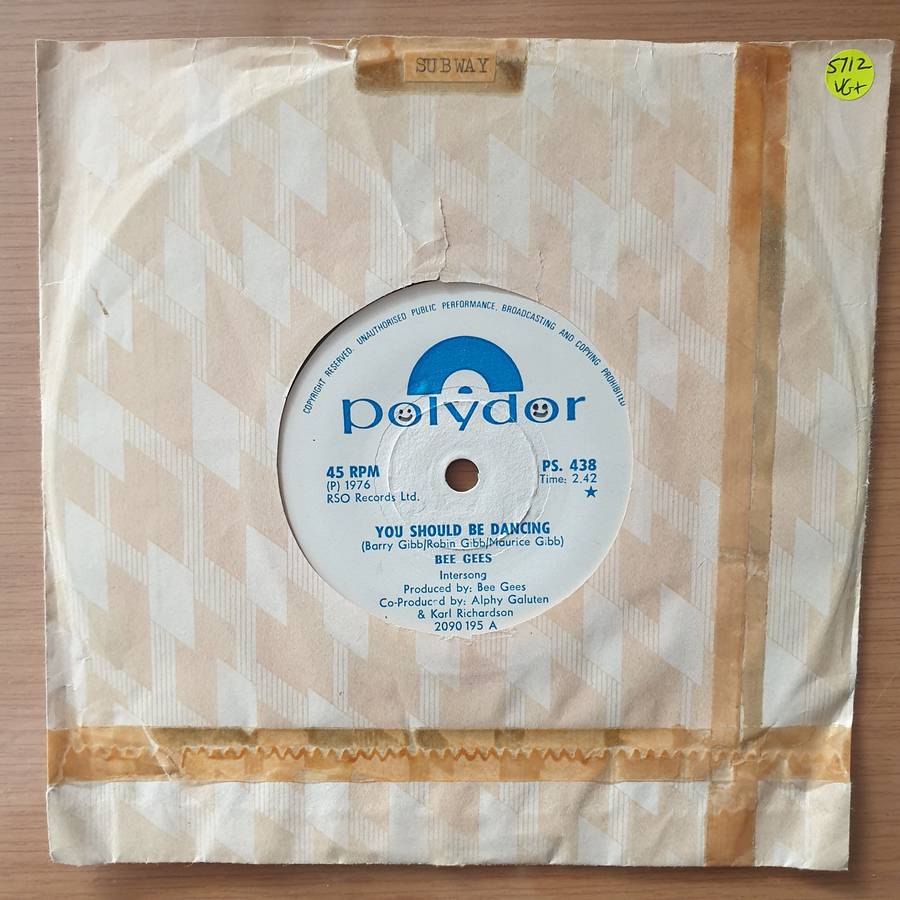 SUBWAY
5712
VG+
COPYRIGHT RESERVED. UNAUTHORISED PUBLIC PERFORMANCE, BROADCASTING AND COPYING PROHIBITED
polydor
45 RPM
(P) 1976
RSO Records Ltd.
PS. 438
Time: 2.42
★
YOU SHOULD BE DANCING
(Barry Gibb/Robin Gibb/Maurice Gibb)
BEE GEES
Intersong
Produced by: Bee Gees
Co-Produced by: Alphy Galuten
& Karl Richardson
2090 195 A